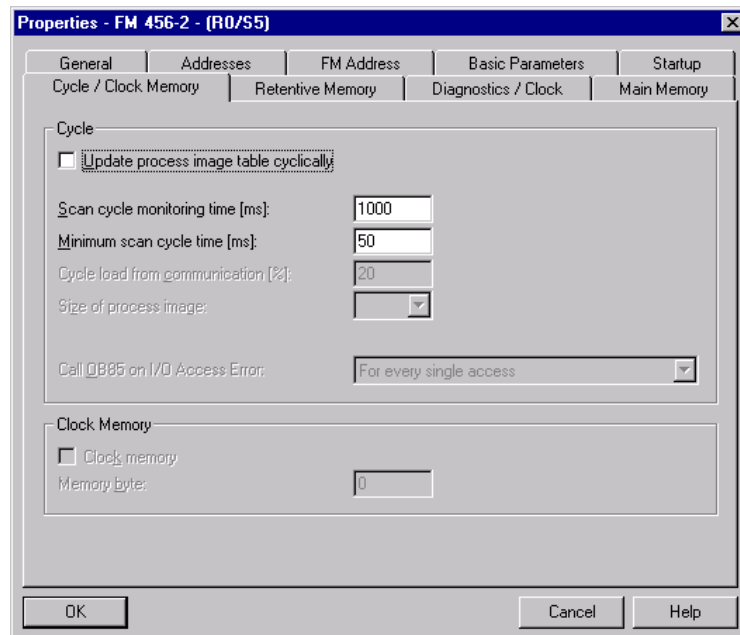 Properties - FM 456-2 - (R0/S5)
General Addresses FM Address Basic Parameters Startup
Cycle / Clock Memory Retentive Memory Diagnostics / Clock Main Memory
Cycle
Update process image table cyclically
Scan cycle monitoring time [ms]: 1000
Minimum scan cycle time [ms]: 50
Cycle load from communication [%]: 20
Size of process image:
Call OB85 on I/O Access Error: For every single access
Clock Memory
Clock memory
Memory byte: 0
OK Cancel Help